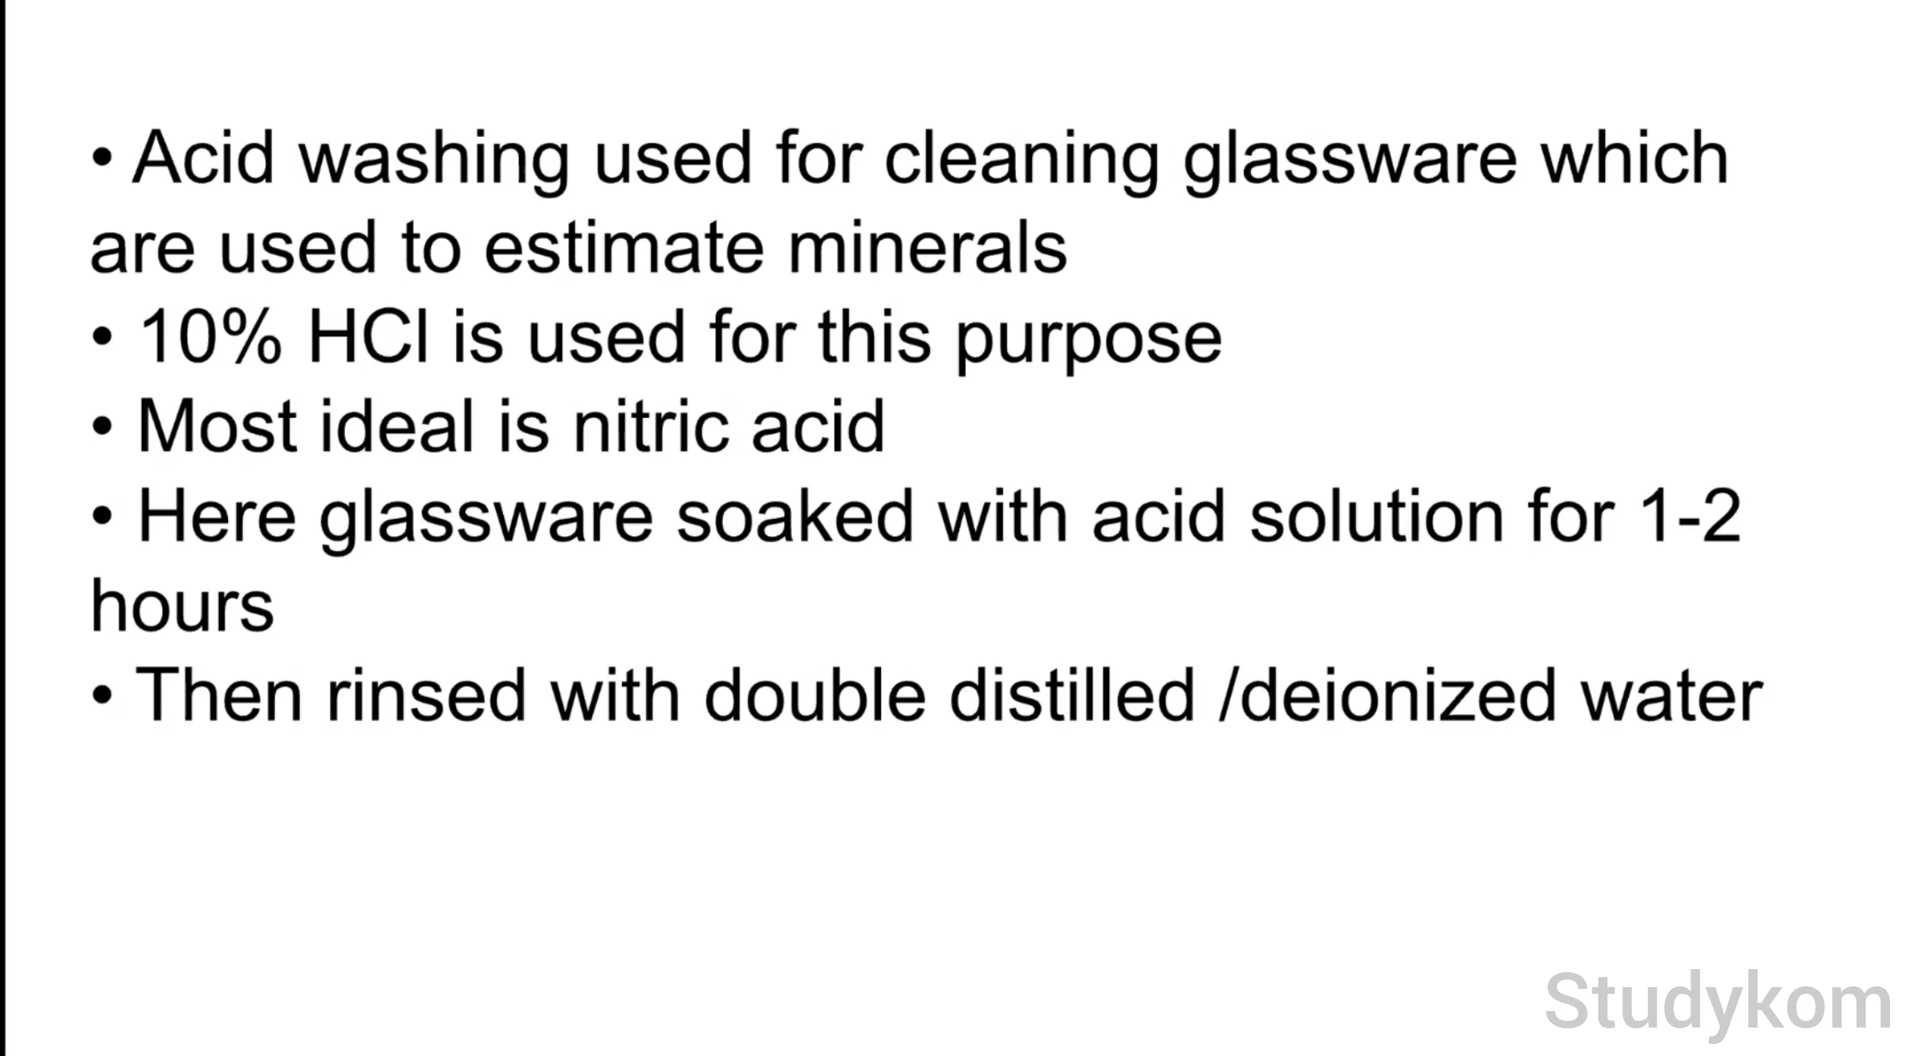 • Acid washing used for cleaning glassware which
are used to estimate minerals
• 10% HCl is used for this purpose
• Most ideal is nitric acid
• Here glassware soaked with acid solution for 1-2
hours
• Then rinsed with double distilled /deionized water
Studykom